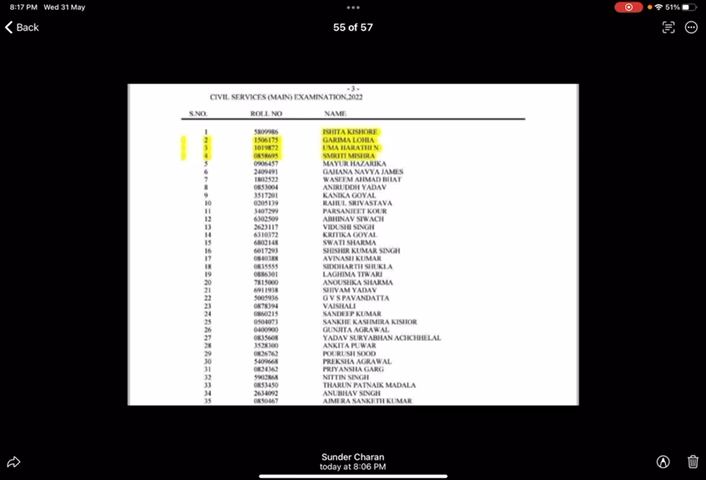 8:17 PM Wed 31 May
51%
Back
55 of 57
- 3 -
CIVIL SERVICES (MAIN) EXAMINATION,2022
S.NO. ROLL NO NAME
1 5809986 ISHITA KISHORE
2 1506175 GARIMA LOHIA
3 1019872 UMA HARATHI N
4 0858695 SMRITI MISHRA
5 0906457 MAYUR HAZARIKA
6 2409491 GAHANA NAVYA JAMES
7 1802522 WASEEM AHMAD BHAT
8 0853004 ANIRUDDH YADAV
9 3517201 KANIKA GOYAL
10 0205139 RAHUL SRIVASTAVA
11 3407299 PARSANJEET KOUR
12 6302509 ABHINAV SIWACH
13 2623117 VIDUSHI SINGH
14 6310372 KRITIKA GOYAL
15 6802148 SWATI SHARMA
16 6017293 SHISHIR KUMAR SINGH
17 0840388 AVINASH KUMAR
18 0835555 SIDDHARTH SHUKLA
19 0886301 LAGHIMA TIWARI
20 7815000 ANOUSHKA SHARMA
21 6911938 SHIVAM YADAV
22 5005936 G V S PAVANDATTA
23 0878394 VAISHALI
24 0860215 SANDEEP KUMAR
25 0504073 SANKHE KASHMIRA KISHOR
26 0400900 GUNJITA AGRAWAL
27 0835608 YADAV SURYABHAN ACHCHHELAL
28 3528300 ANKITA PUWAR
29 0826762 POURUSH SOOD
30 5409668 PREKSHA AGRAWAL
31 0824362 PRIYANSHA GARG
32 5902868 NITTIN SINGH
33 0853450 THARUN PATNAIK MADALA
34 2634092 ANUBHAV SINGH
35 0850467 AJMERA SANKETH KUMAR
Sunder Charan
today at 8:06 PM